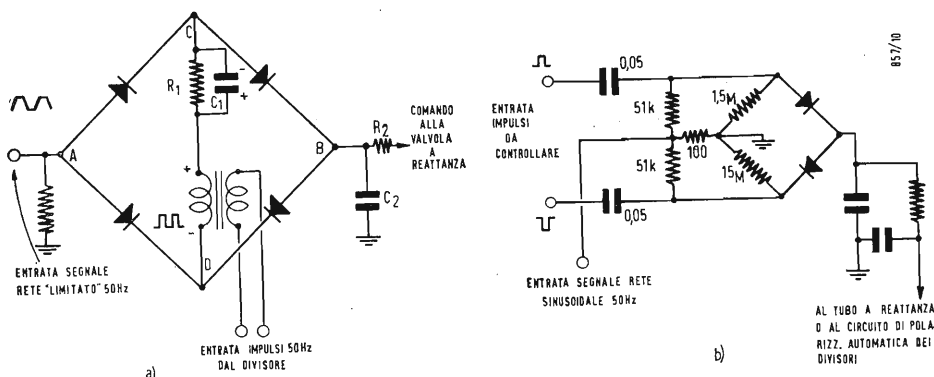 C
R1
-
C1
+
A
B
R2
COMANDO
ALLA
VALVOLA
A
REATTANZA
C2
+
-
D
ENTRATA SEGNALE
RETE "LIMITATO" 50Hz
ENTRATA IMPULSI 50Hz
DAL DIVISORE
a)
0,05
ENTRATA
IMPULSI
DA
CONTROLLARE
51k
51k
100
1,5M
15M
0,05
ENTRATA SEGNALE RETE
SINUSOIDALE 50Hz
AL TUBO A REATTANZA
O AL CIRCUITO DI POLA
RIZZ. AUTOMATICA DEI
DIVISORI
b)
857/10